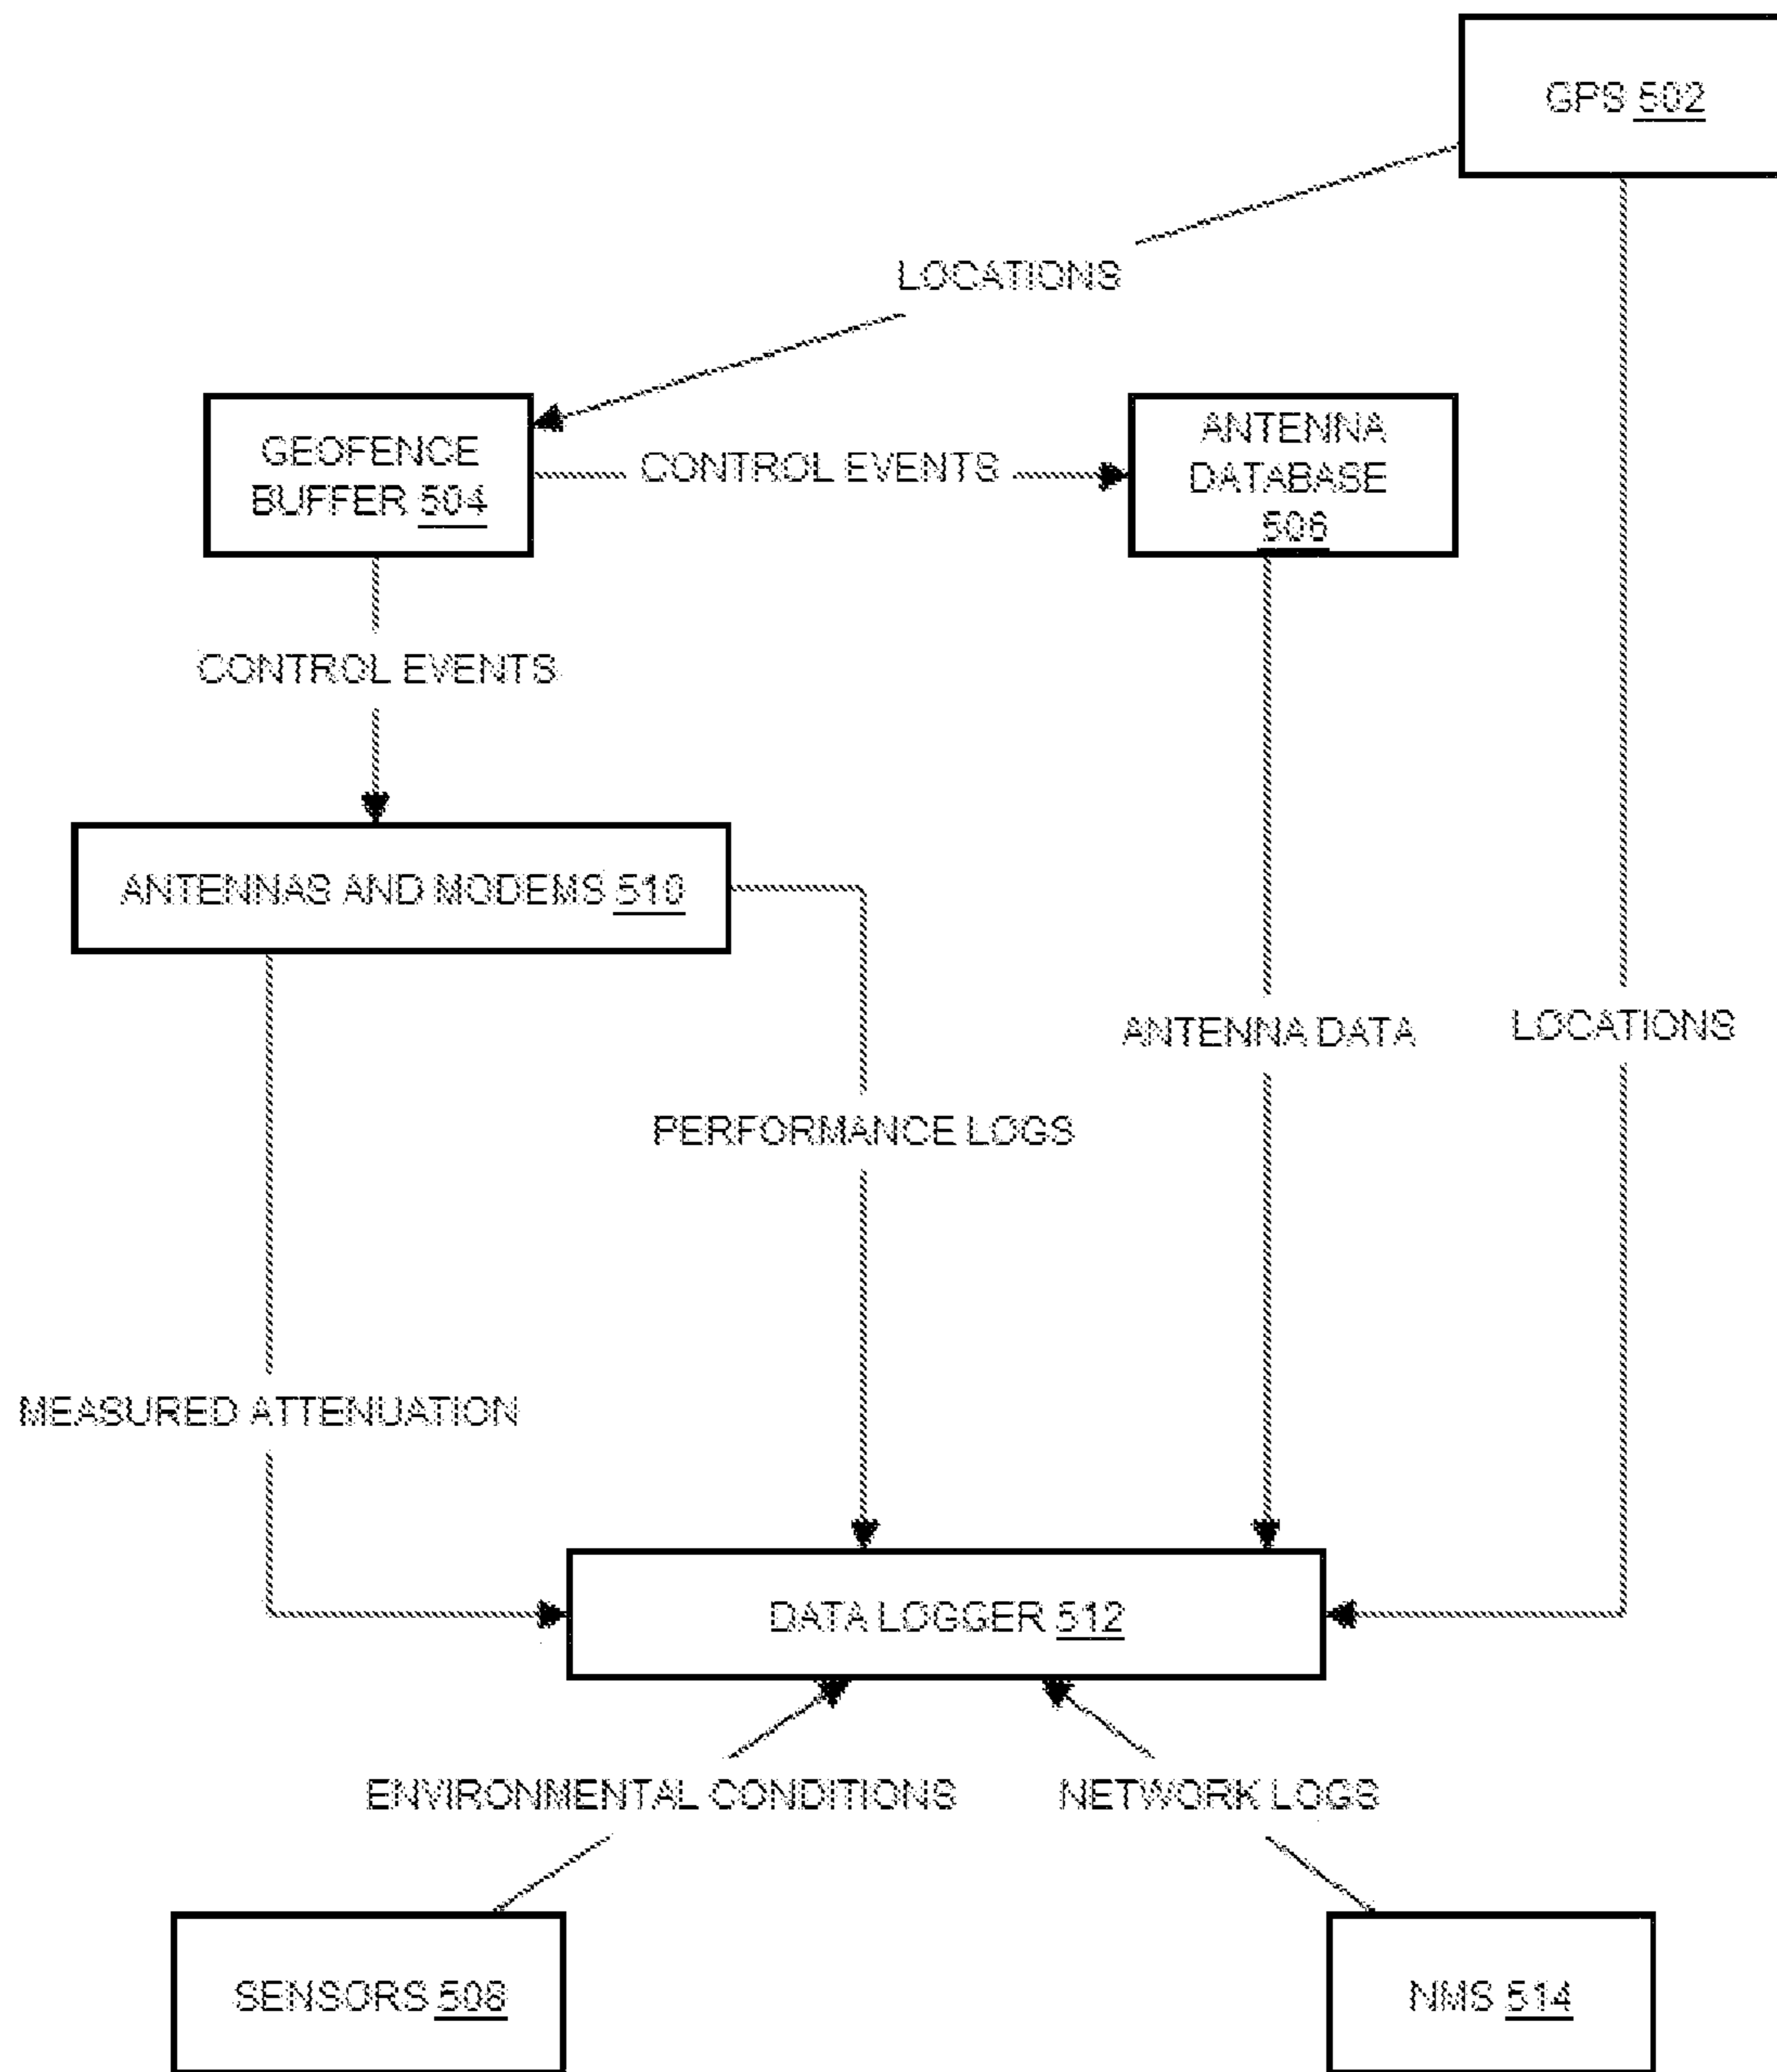 GPS 502
LOCATIONS
GEOFENCE
BUFFER 504
CONTROL EVENTS
ANTENNA
DATABASE
506
CONTROL EVENTS
ANTENNAS AND MODEMS 510
ANTENNA DATA
LOCATIONS
PERFORMANCE LOGS
MEASURED ATTENUATION
DATA LOGGER 512
ENVIRONMENTAL CONDITIONS
NETWORK LOGS
SENSORS 508
NMS 514